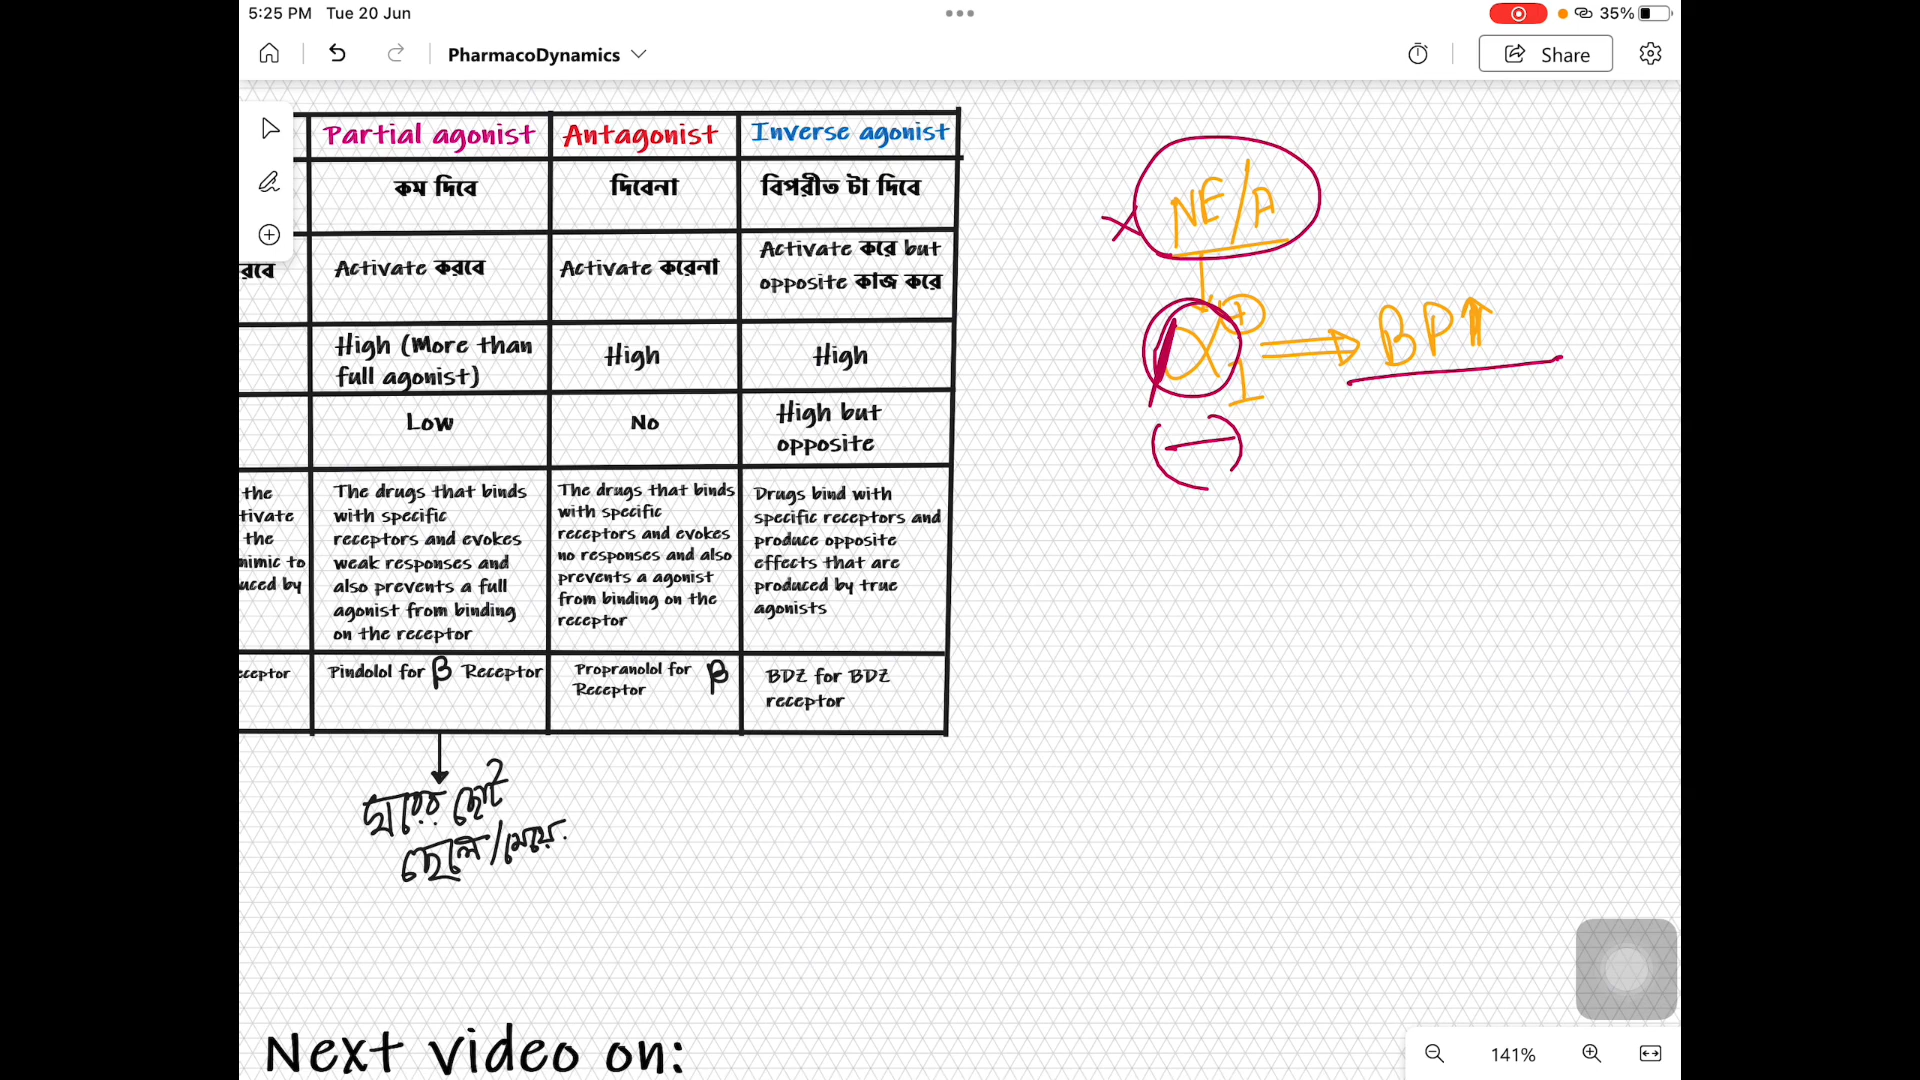 5:25 PM Tue 20 Jun
35%
PharmacoDynamics
Share
Partial agonist
Antagonist
Inverse agonist
কম দিবে
দিবেনা
বিপরীত টা দিবে
রবে
Activate করবে
Activate করেনা
Activate করে but
opposite কাজ করে
High (More than
full agonist)
High
High
Low
No
High but
opposite
the
tivate
the
mimic to
uced by
The drugs that binds
with specific
receptors and evokes
weak responses and
also prevents a full
agonist from binding
on the receptor
The drugs that binds
with specific
receptors and evokes
no responses and also
prevents a agonist
from binding on the
receptor
Drugs bind with
specific receptors and
produce opposite
effects that are
produced by true
agonists
eceptor
Pindolol for β Receptor
Propranolol for β
Receptor
BDZ for BDZ
receptor
ছেলে/মেয়ে.
NE/A
α1 + ⇒ BP↑
(-)
Next video on:
141%